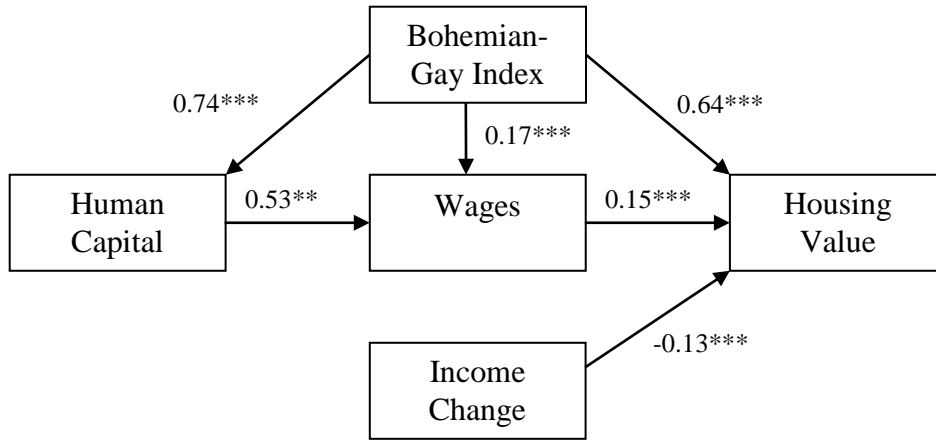 Bohemian-
Gay Index
0.74***
0.64***
0.17***
Human
Capital
0.53**
Wages
0.15***
Housing
Value
-0.13***
Income
Change